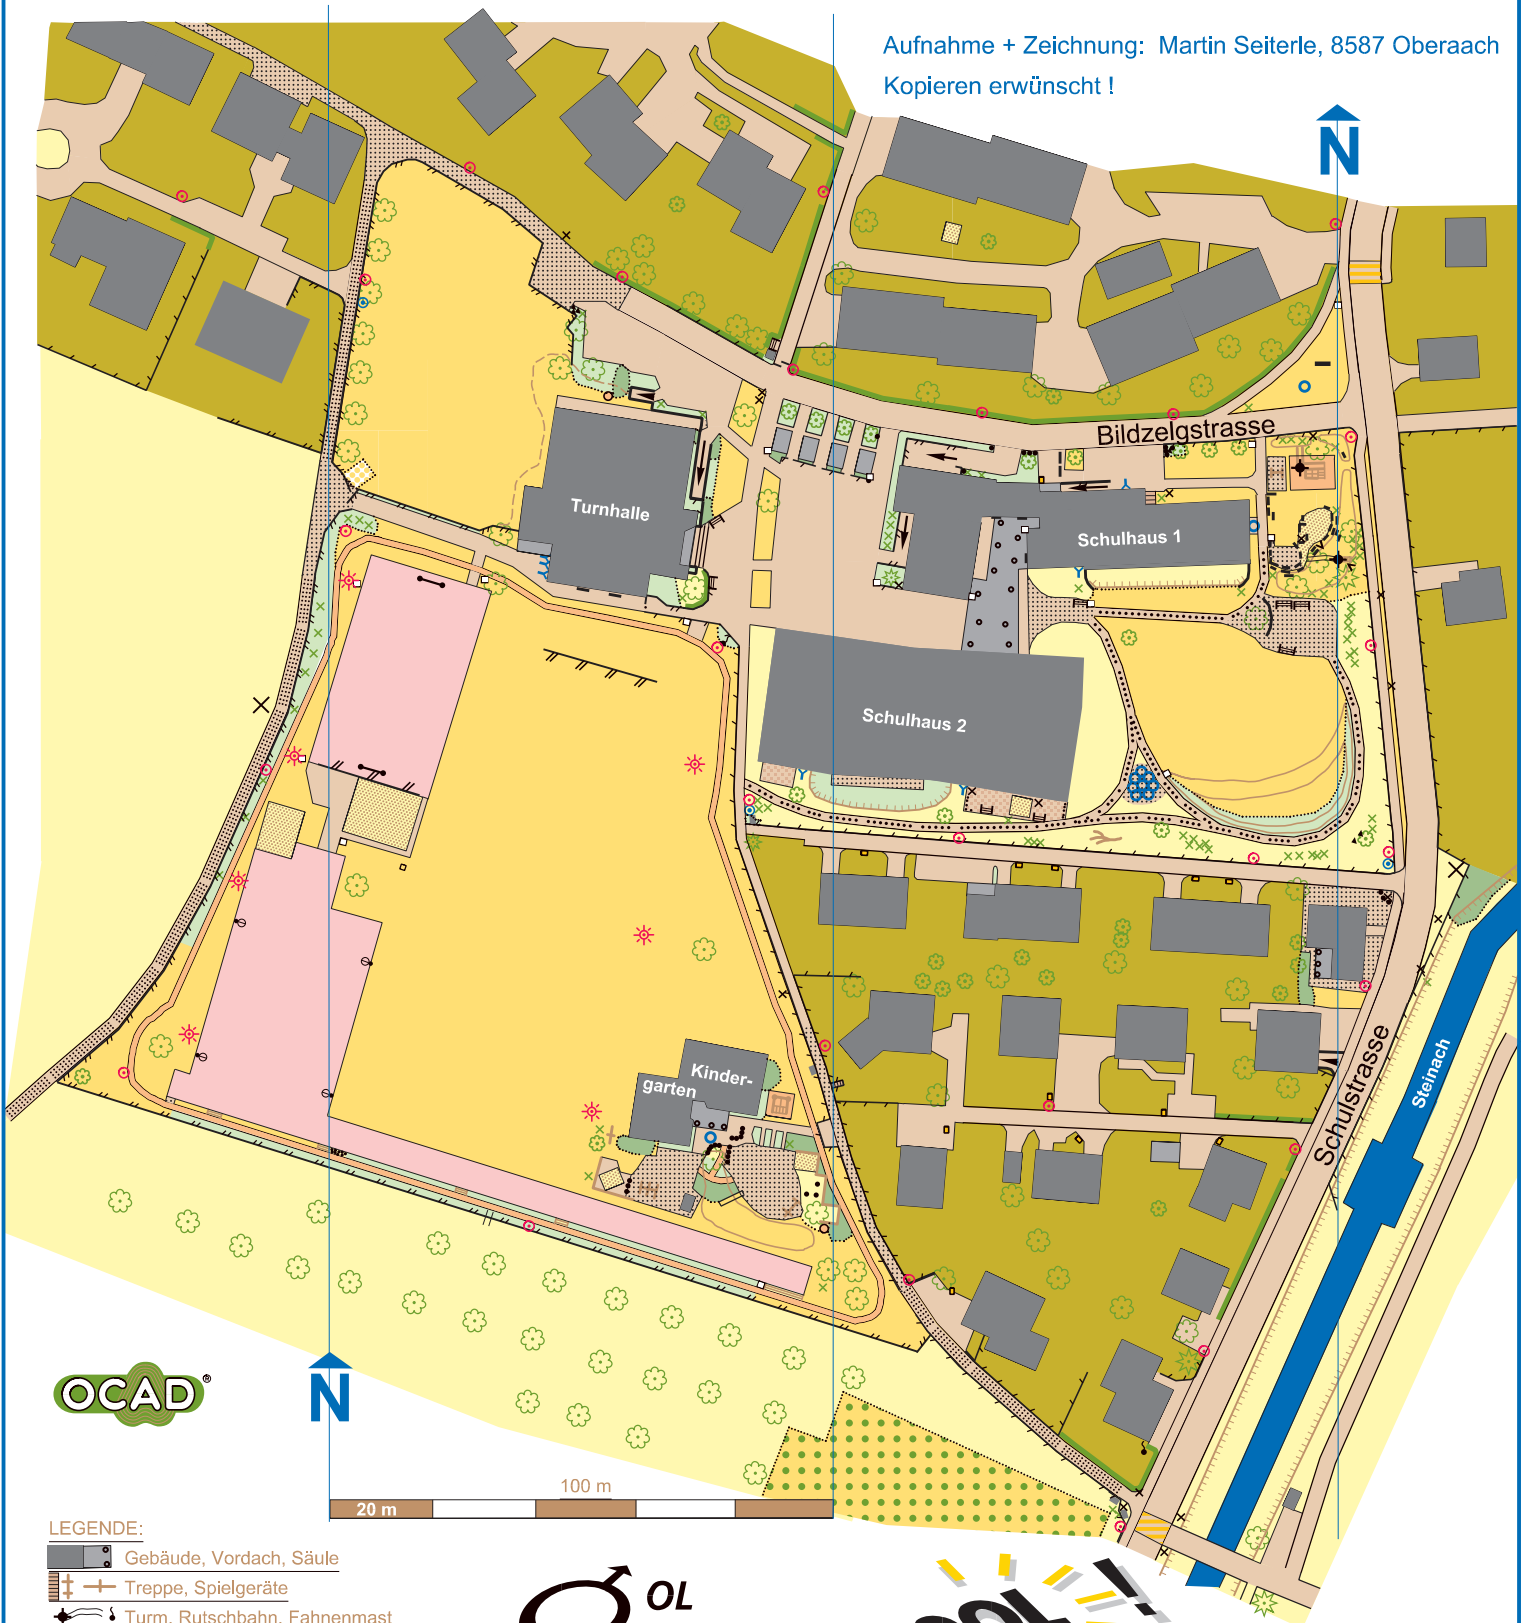 Aufnahme + Zeichnung: Martin Seiterle, 8587 Oberaach
Kopieren erwünscht !
N
Bildzelgstrasse
Turnhalle
Schulhaus 1
Schulhaus 2
Kinder-
garten
Schulstrasse
Steinach
OCAD®
N
100 m
20 m
LEGENDE:
Gebäude, Vordach, Säule
Treppe, Spielgeräte
Turm, Rutschbahn, Fahnenmast
OL